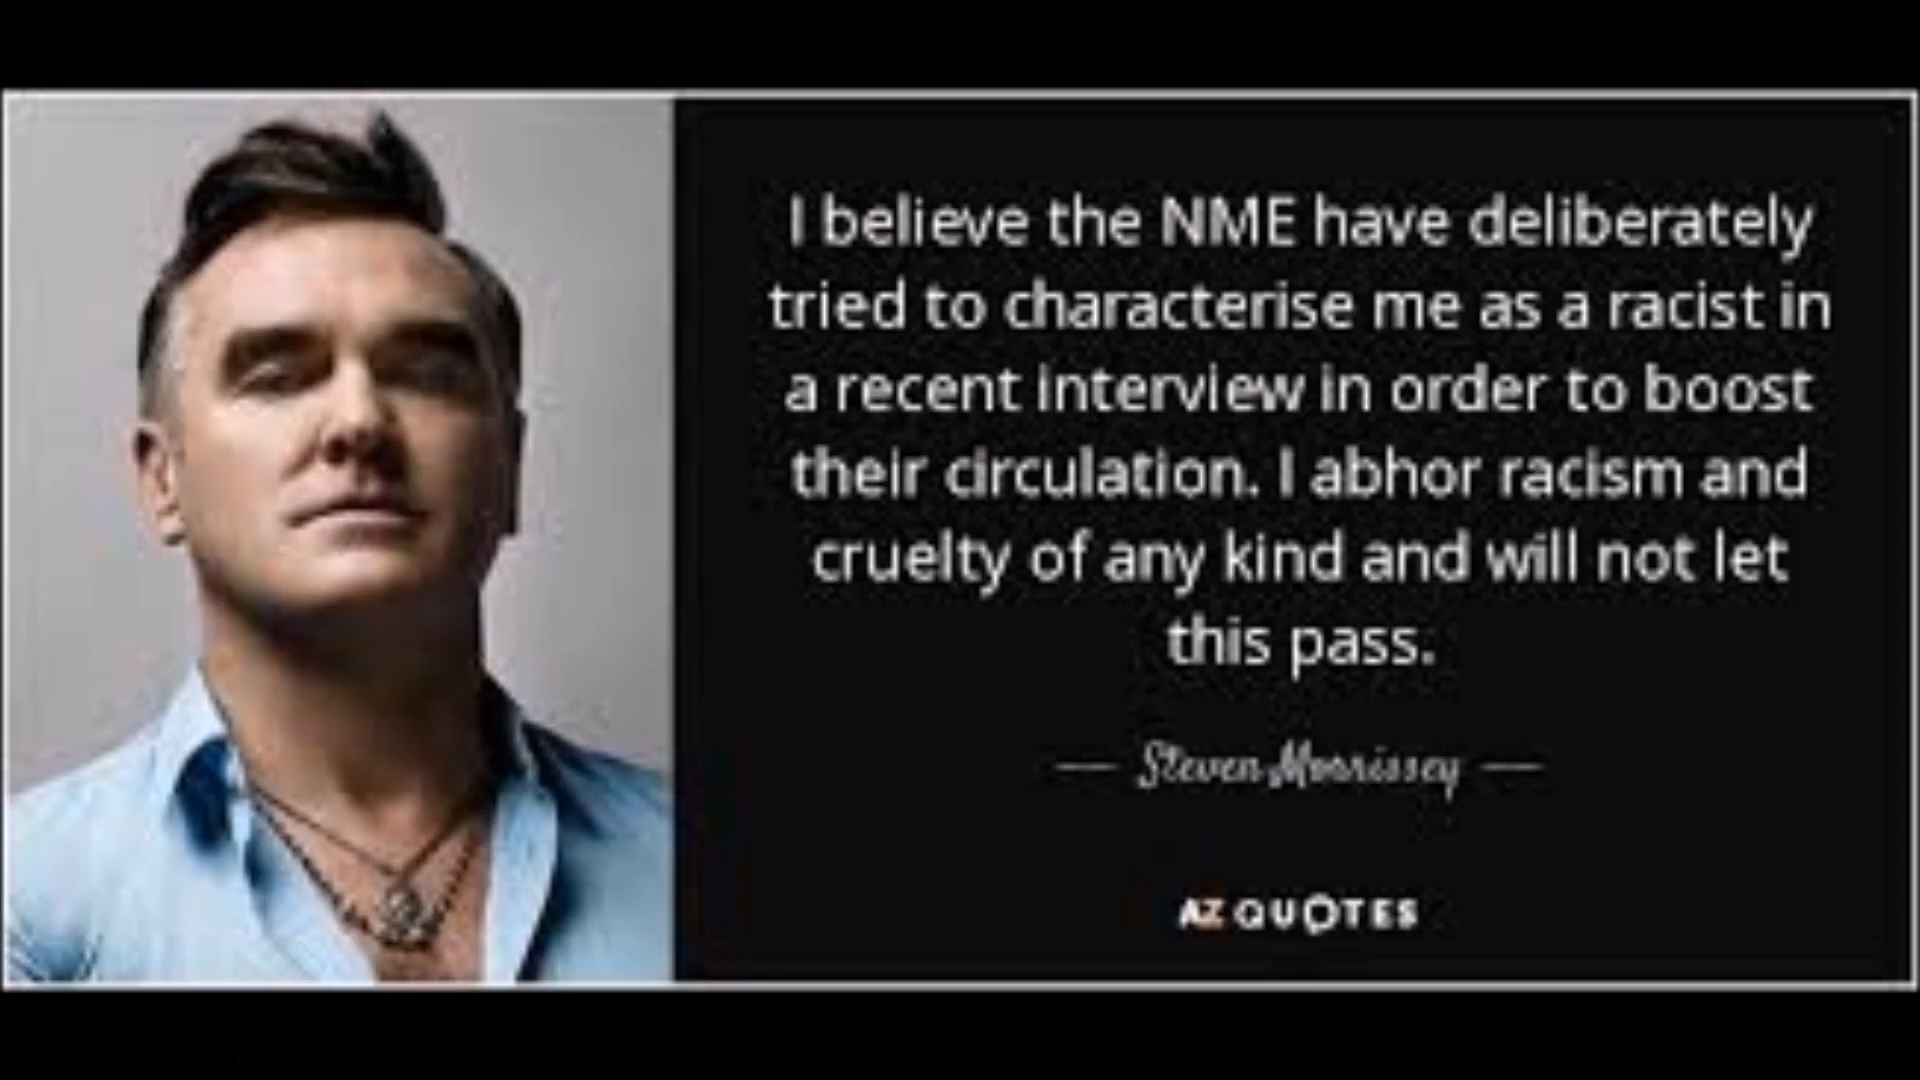 I believe the NME have deliberately
tried to characterise me as a racist in
a recent interview in order to boost
their circulation. I abhor racism and
cruelty of any kind and will not let
this pass.
— Steven Morrissey —
AZ QUOTES